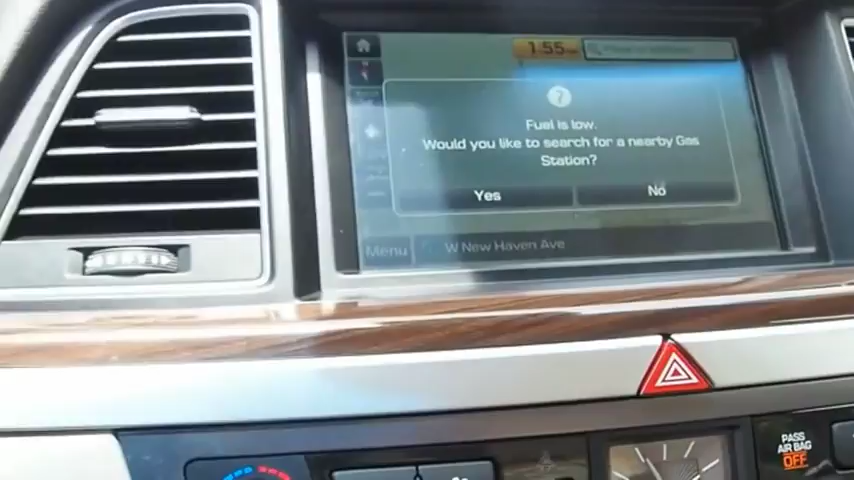 1:55
Fuel is low.
Would you like to search for a nearby Gas
Station?
Yes
No
Menu
W New Haven Ave
PASS
AIR BAG
OFF